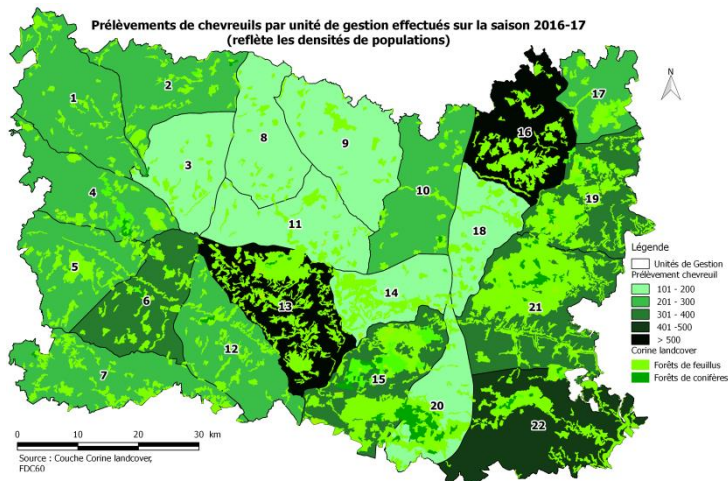 Prélèvements de chevreuils par unité de gestion effectués sur la saison 2016-17
(reflète les densités de populations)
N
1
2
3
4
5
6
7
8
9
10
11
12
13
14
15
16
17
18
19
20
21
22
Légende
Unités de Gestion
Prélèvement chevreuil
101 - 200
201 - 300
301 - 400
401 -500
> 500
Corine landcover
Forêts de feuillus
Forêts de conifères
0 10 20 30 km
Source : Couche Corine landcover,
FDC60